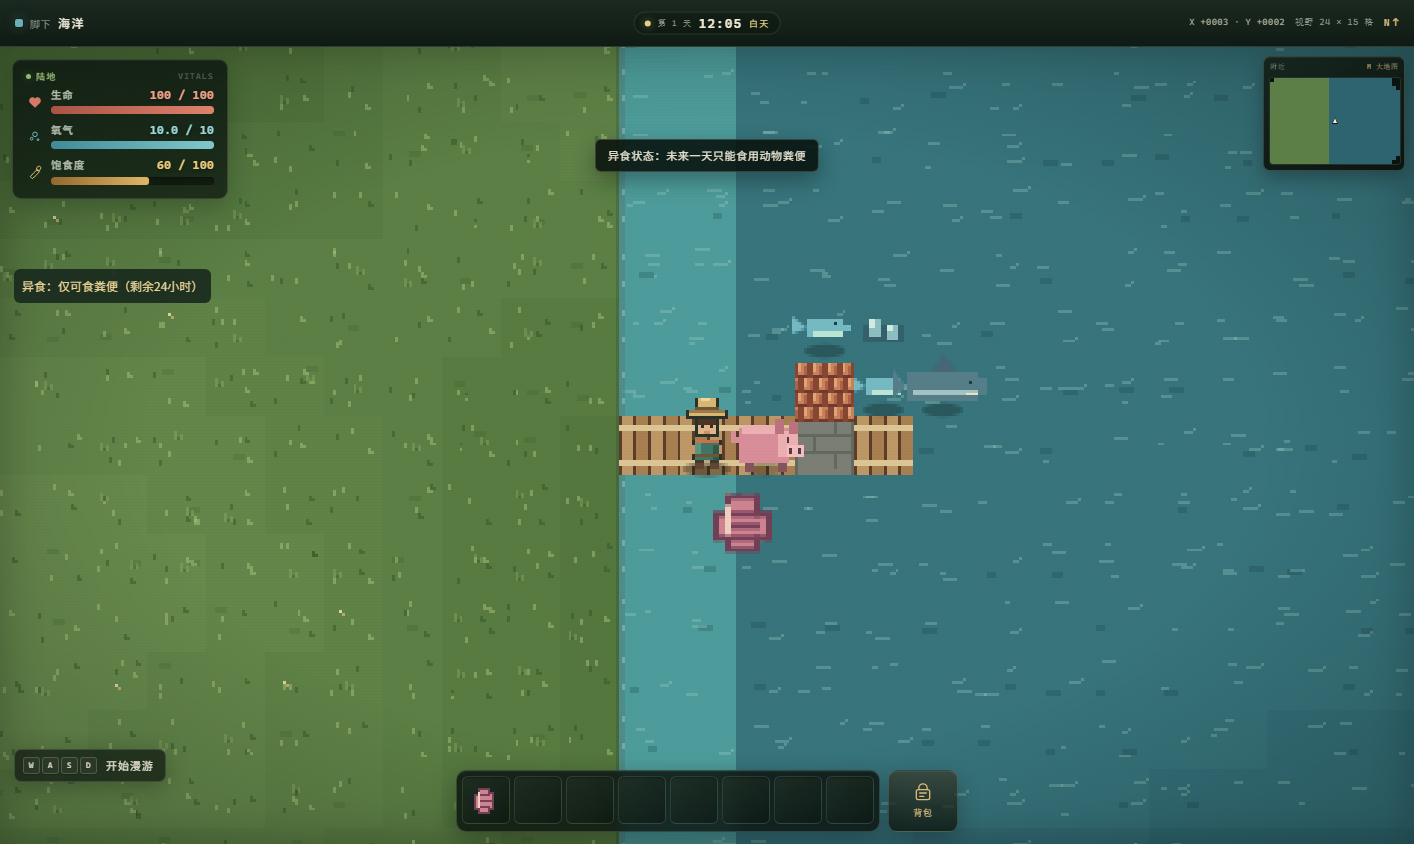 脚下 海洋
第 1 天 12:05 白天
X +0003 · Y +0002 视野 24 × 15 格 N↑
陆地 VITALS
生命 100 / 100
氧气 10.0 / 10
饱食度 60 / 100
附近 M 大地图
异食状态：未来一天只能食用动物粪便
异食：仅可食粪便（剩余24小时）
W A S D 开始漫游
背包